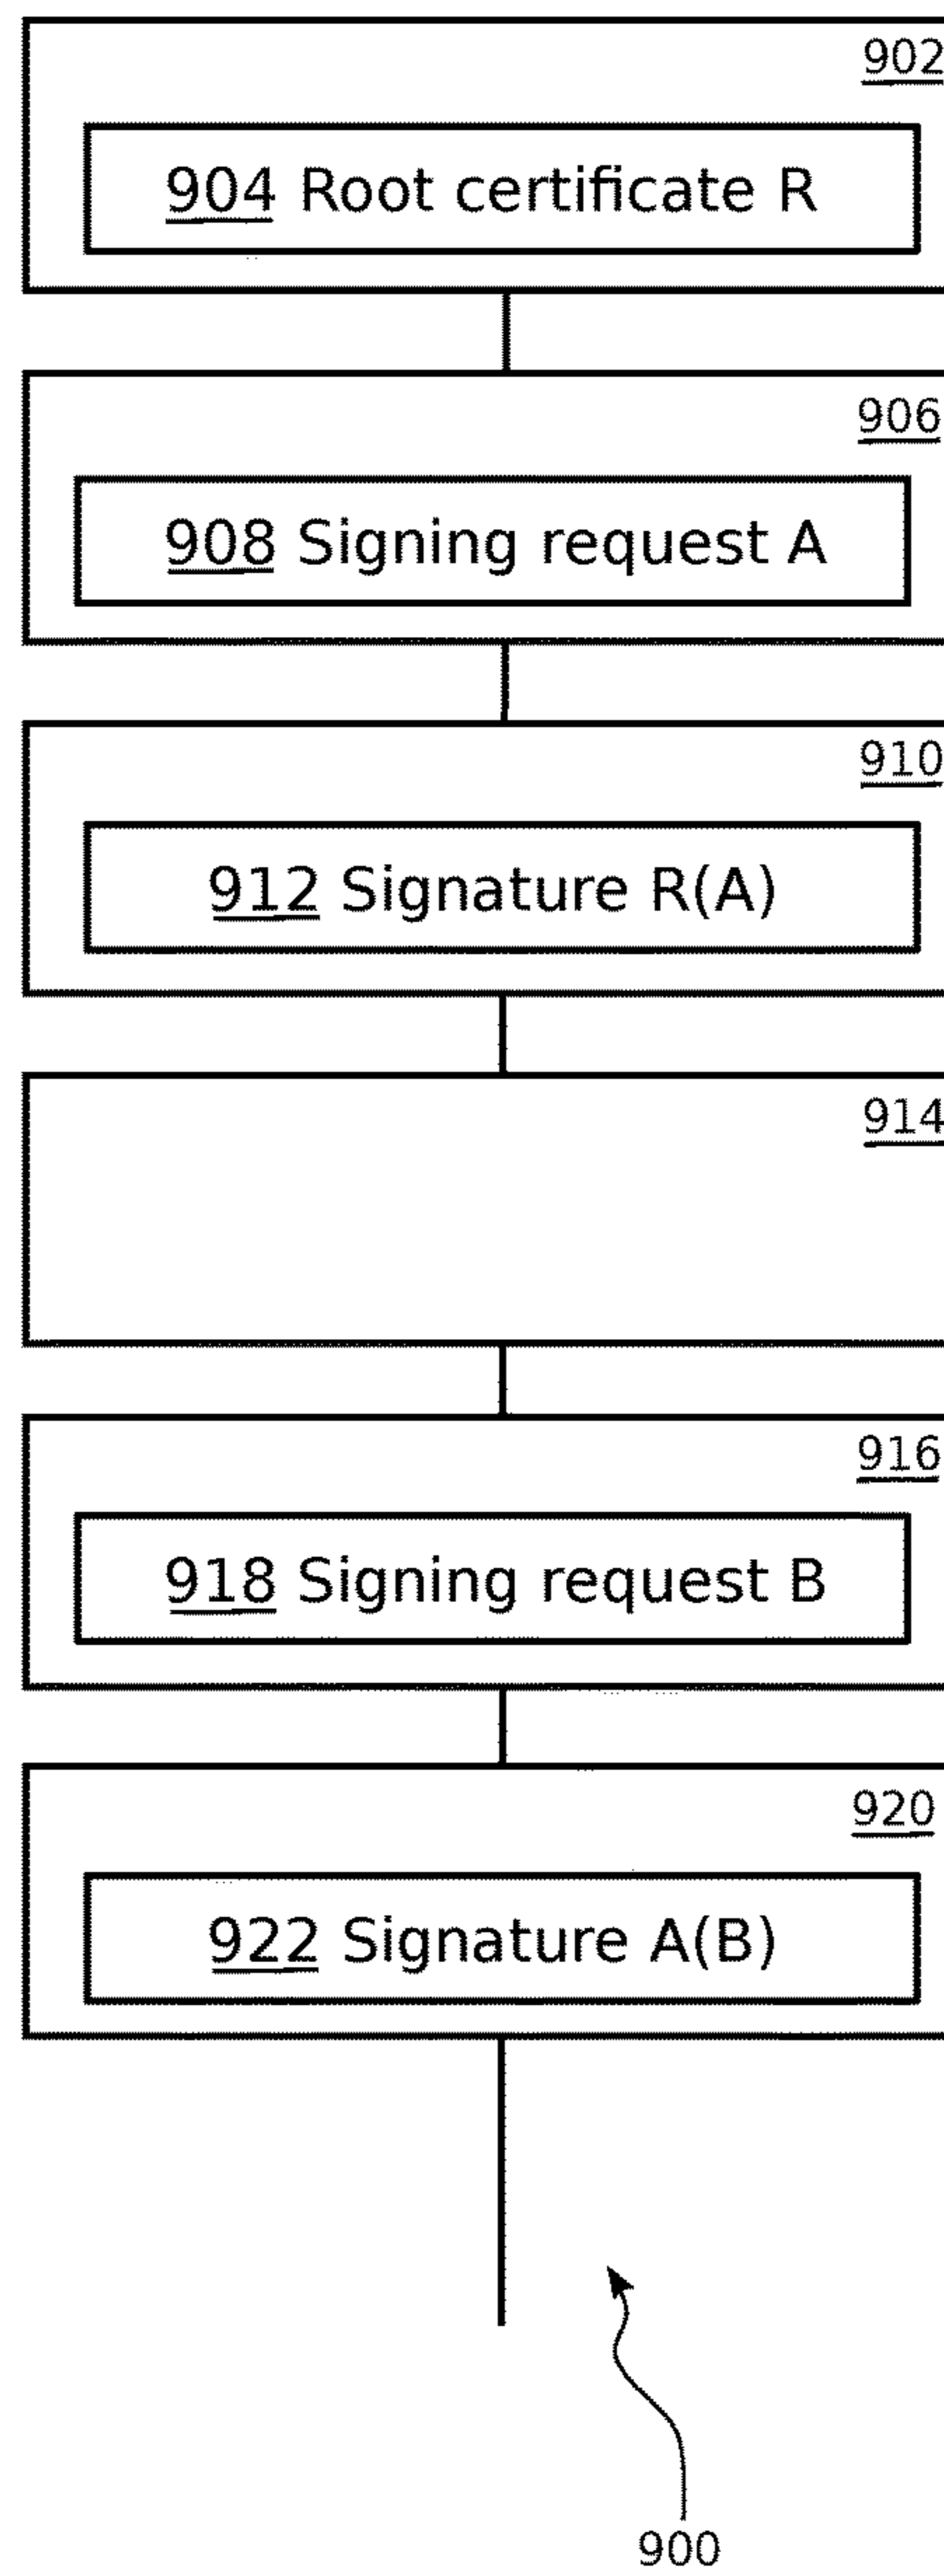 902
904 Root certificate R
906
908 Signing request A
910
912 Signature R(A)
914
916
918 Signing request B
920
922 Signature A(B)
900